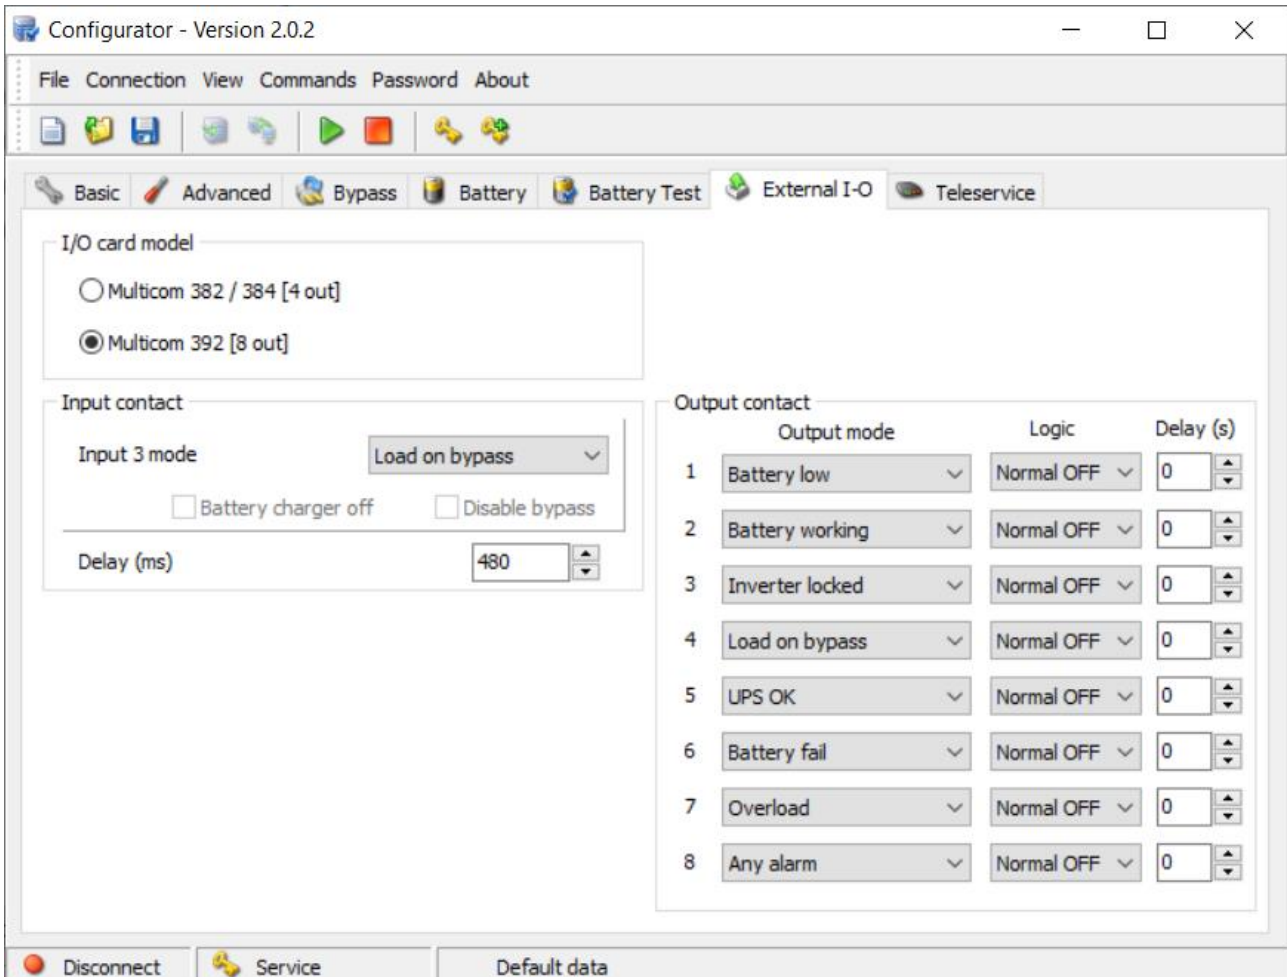 Configurator - Version 2.0.2
File Connection View Commands Password About
Basic Advanced Bypass Battery Battery Test External I-O Teleservice
I/O card model
Multicom 382 / 384 [4 out]
Multicom 392 [8 out]
Input contact
Input 3 mode Load on bypass
Battery charger off Disable bypass
Delay (ms) 480
Output contact
Output mode Logic Delay (s)
1 Battery low Normal OFF 0
2 Battery working Normal OFF 0
3 Inverter locked Normal OFF 0
4 Load on bypass Normal OFF 0
5 UPS OK Normal OFF 0
6 Battery fail Normal OFF 0
7 Overload Normal OFF 0
8 Any alarm Normal OFF 0
Disconnect Service Default data